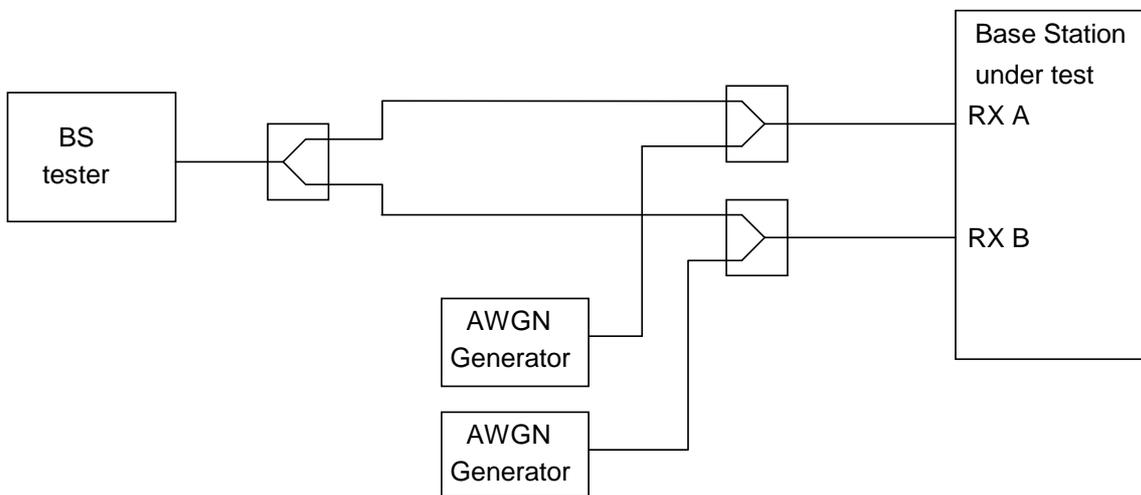 BS
tester
Base Station
under test
RX A
RX B
AWGN
Generator
AWGN
Generator